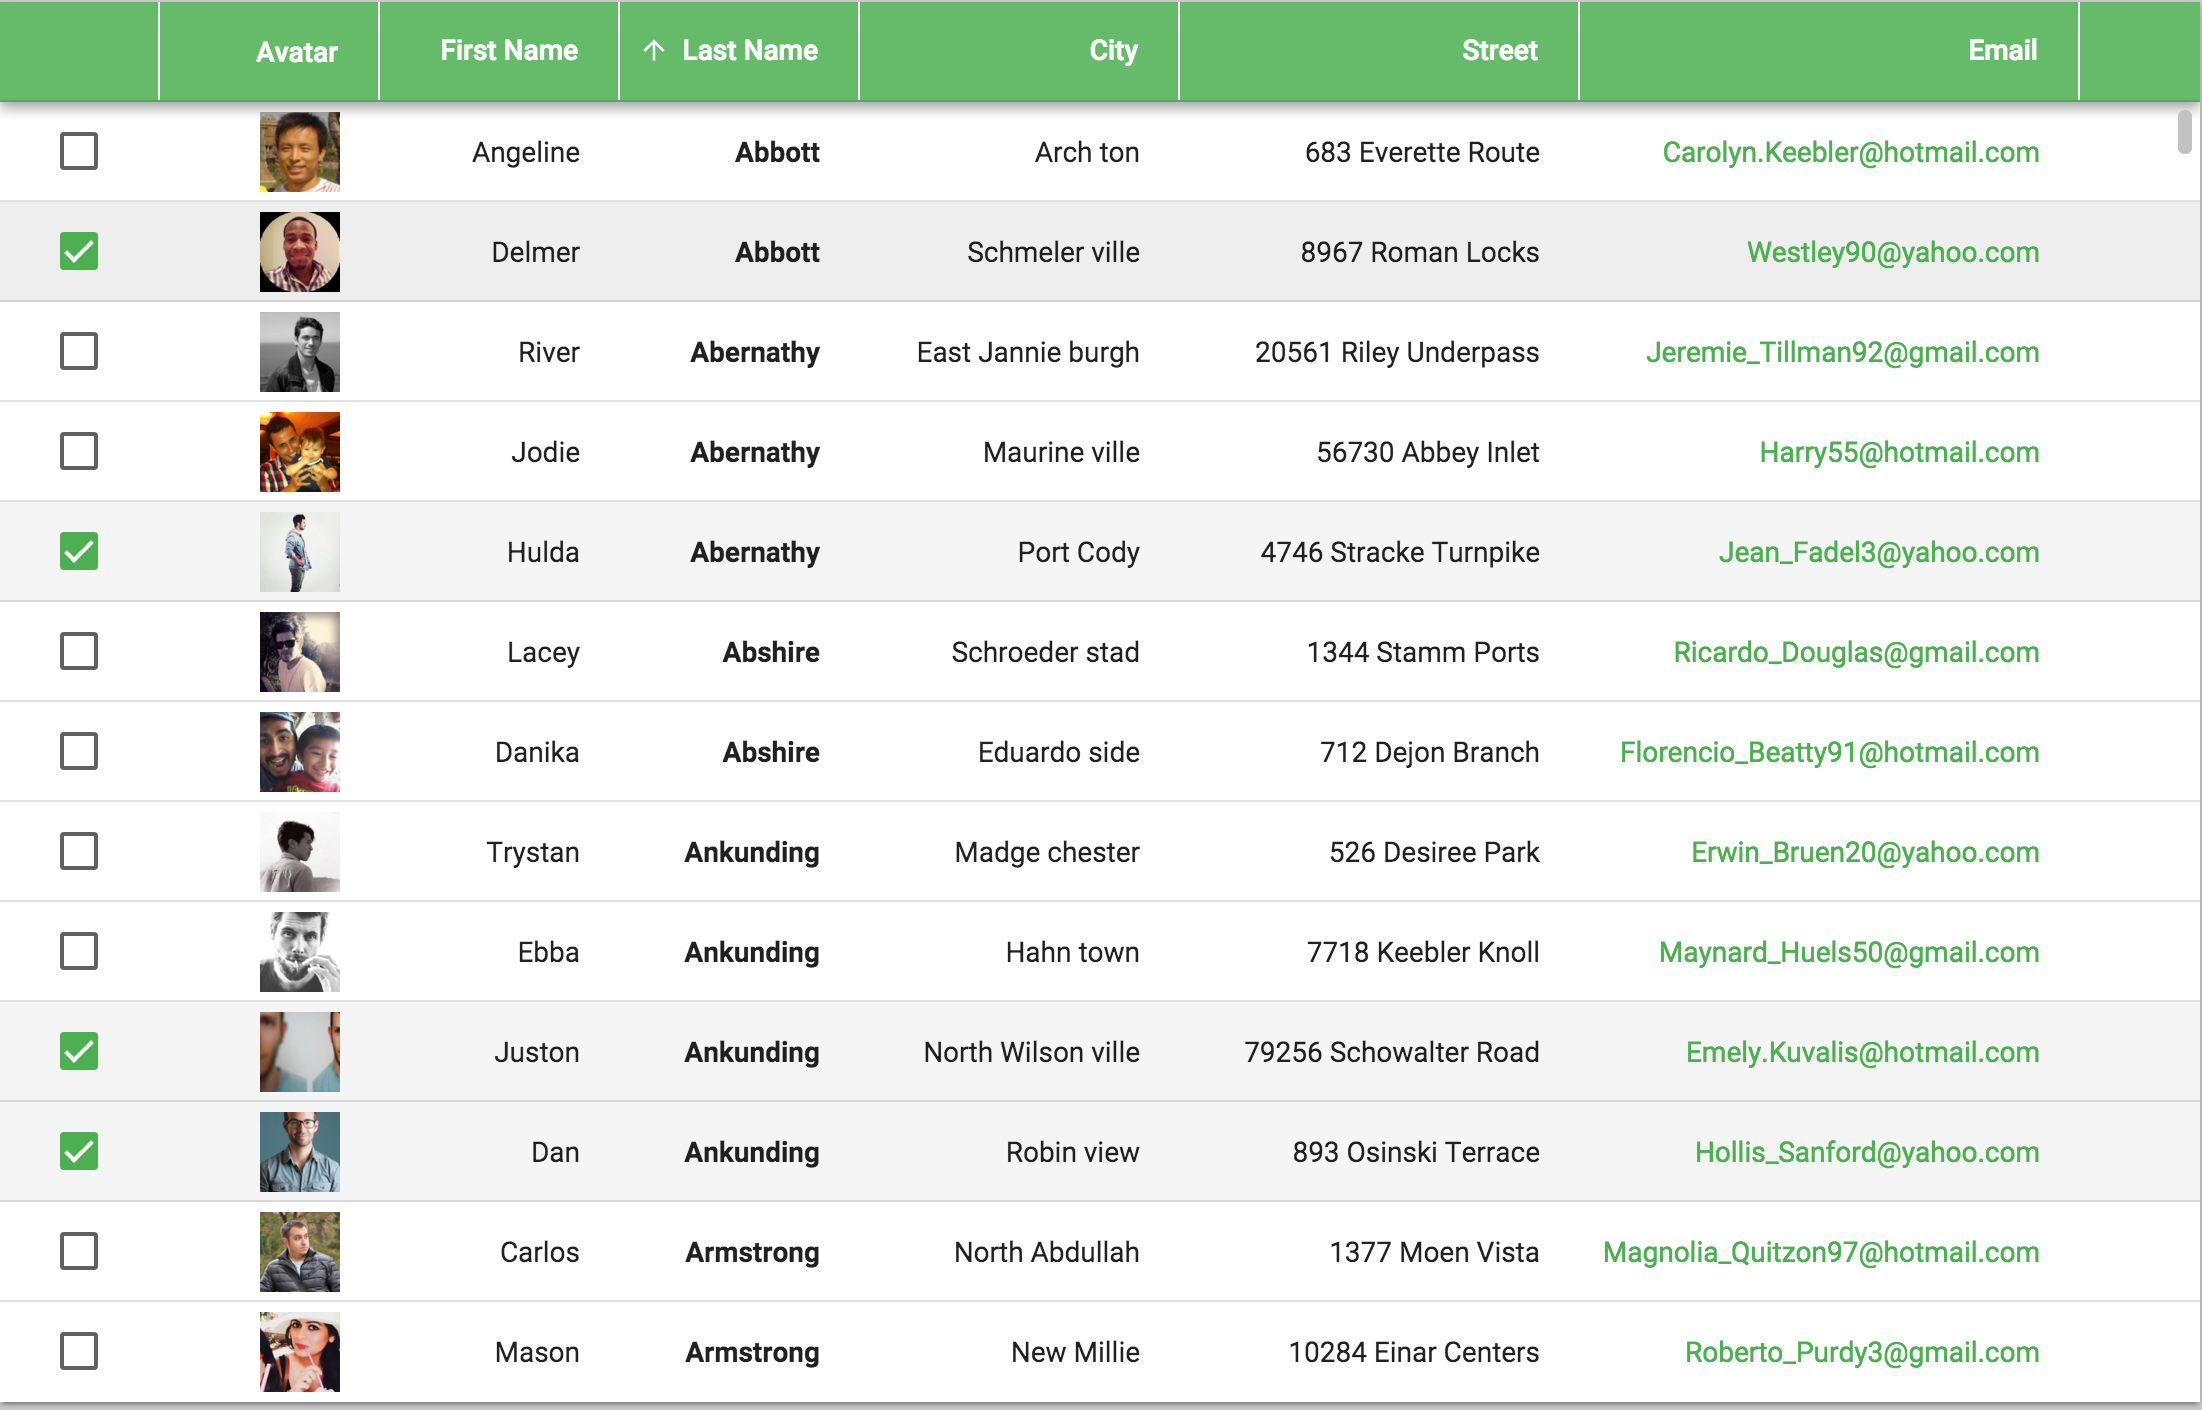 Avatar First Name Last Name City Street Email
Angeline Abbott Arch ton 683 Everette Route Carolyn.Keebler@hotmail.com
Delmer Abbott Schmeler ville 8967 Roman Locks Westley90@yahoo.com
River Abernathy East Jannie burgh 20561 Riley Underpass Jeremie_Tillman92@gmail.com
Jodie Abernathy Maurine ville 56730 Abbey Inlet Harry55@hotmail.com
Hulda Abernathy Port Cody 4746 Stracke Turnpike Jean_Fadel3@yahoo.com
Lacey Abshire Schroeder stad 1344 Stamm Ports Ricardo_Douglas@gmail.com
Danika Abshire Eduardo side 712 Dejon Branch Florencio_Beatty91@hotmail.com
Trystan Ankunding Madge chester 526 Desiree Park Erwin_Bruen20@yahoo.com
Ebba Ankunding Hahn town 7718 Keebler Knoll Maynard_Huels50@gmail.com
Juston Ankunding North Wilson ville 79256 Schowalter Road Emely.Kuvalis@hotmail.com
Dan Ankunding Robin view 893 Osinski Terrace Hollis_Sanford@yahoo.com
Carlos Armstrong North Abdullah 1377 Moen Vista Magnolia_Quitzon97@hotmail.com
Mason Armstrong New Millie 10284 Einar Centers Roberto_Purdy3@gmail.com